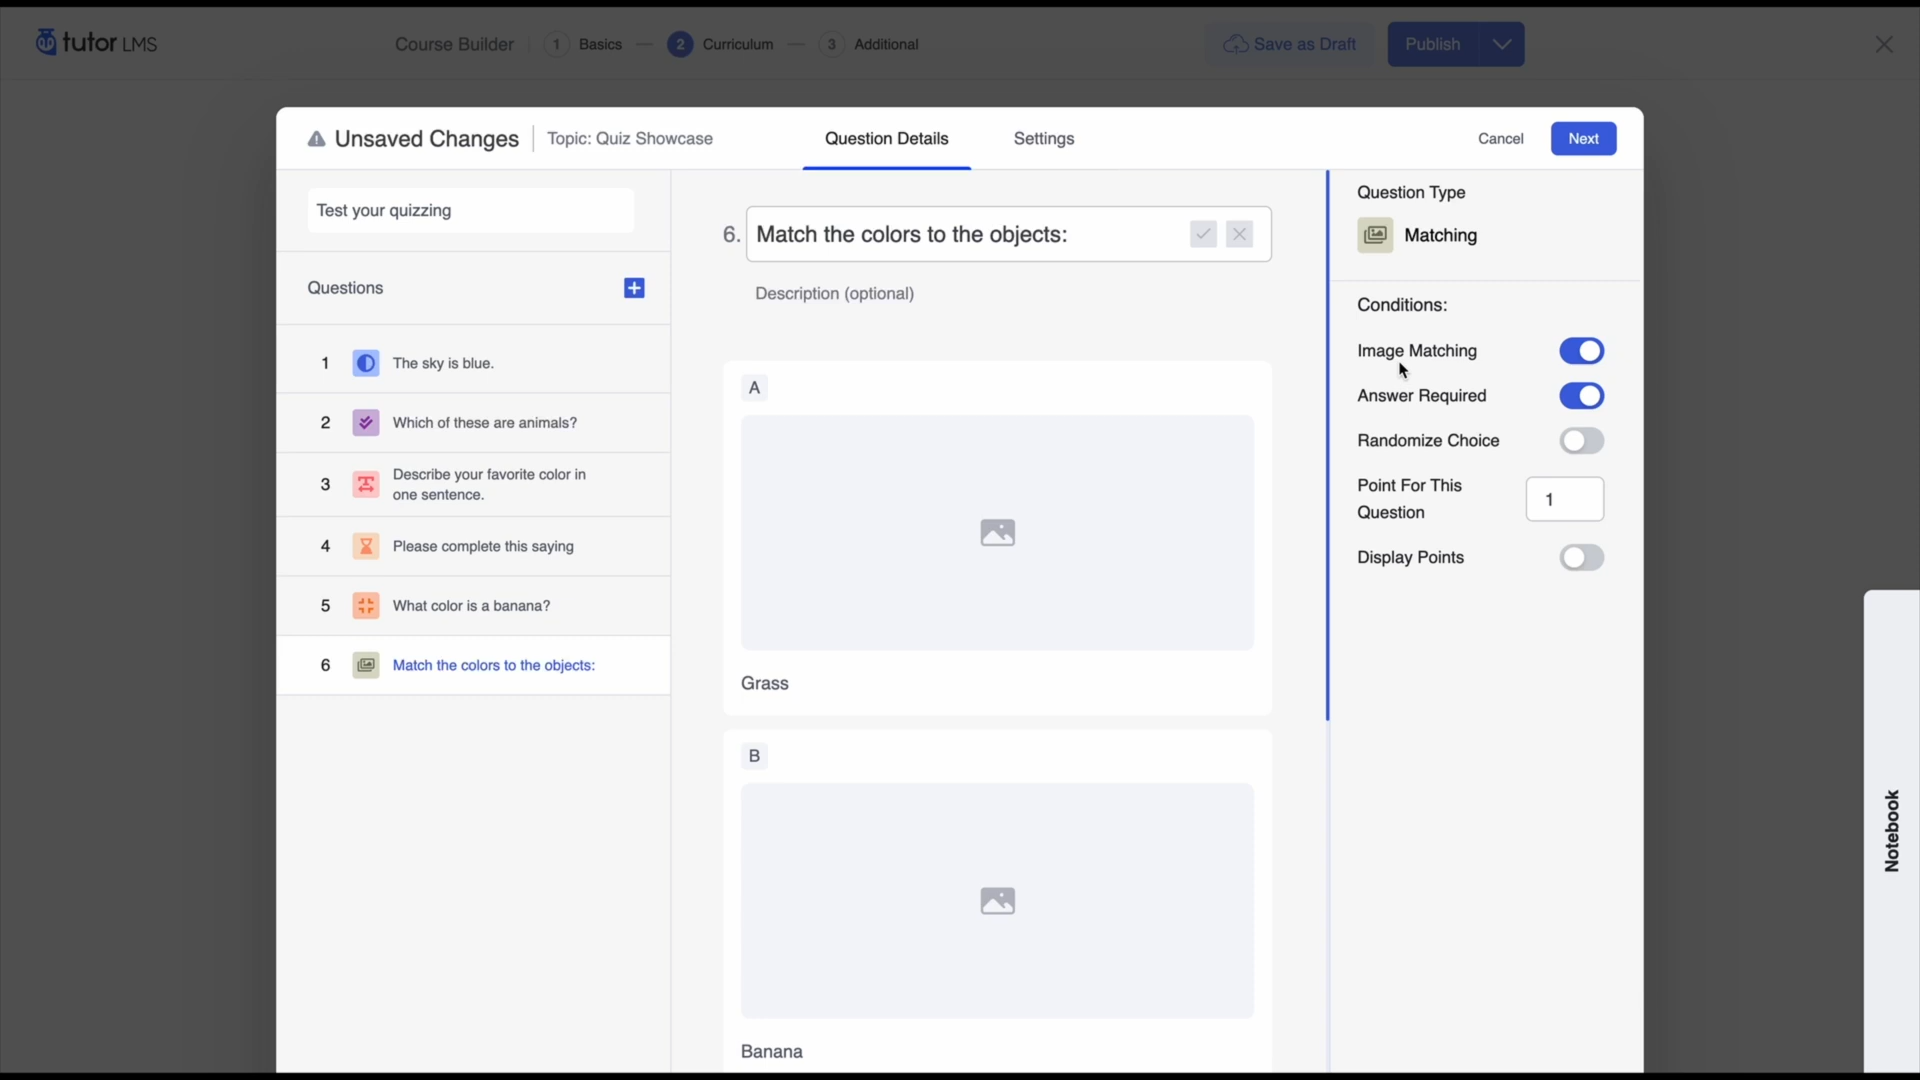 tutor LMS
Course Builder
1 Basics
2 Curriculum
3 Additional
Save as Draft
Publish
Unsaved Changes
Topic: Quiz Showcase
Question Details
Settings
Cancel
Next
Test your quizzing
Questions
1 The sky is blue.
2 Which of these are animals?
3 Describe your favorite color in
one sentence.
4 Please complete this saying
5 What color is a banana?
6 Match the colors to the objects:
6. Match the colors to the objects:
Description (optional)
A
Grass
B
Banana
Question Type
Matching
Conditions:
Image Matching
Answer Required
Randomize Choice
Point For This
Question
1
Display Points
Notebook